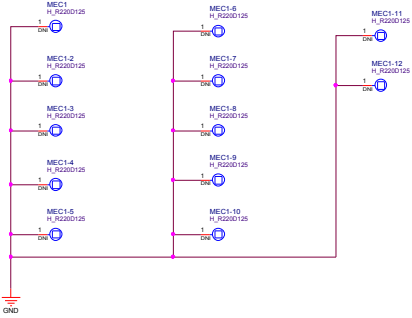 MEC1
H_R220D125
1
DNI
MEC1-2
H_R220D125
1
DNI
MEC1-3
H_R220D125
1
DNI
MEC1-4
H_R220D125
1
DNI
MEC1-5
H_R220D125
1
DNI
MEC1-6
H_R220D125
1
DNI
MEC1-7
H_R220D125
1
DNI
MEC1-8
H_R220D125
1
DNI
MEC1-9
H_R220D125
1
DNI
MEC1-10
H_R220D125
1
DNI
MEC1-11
H_R220D125
1
DNI
MEC1-12
H_R220D125
1
DNI
GND